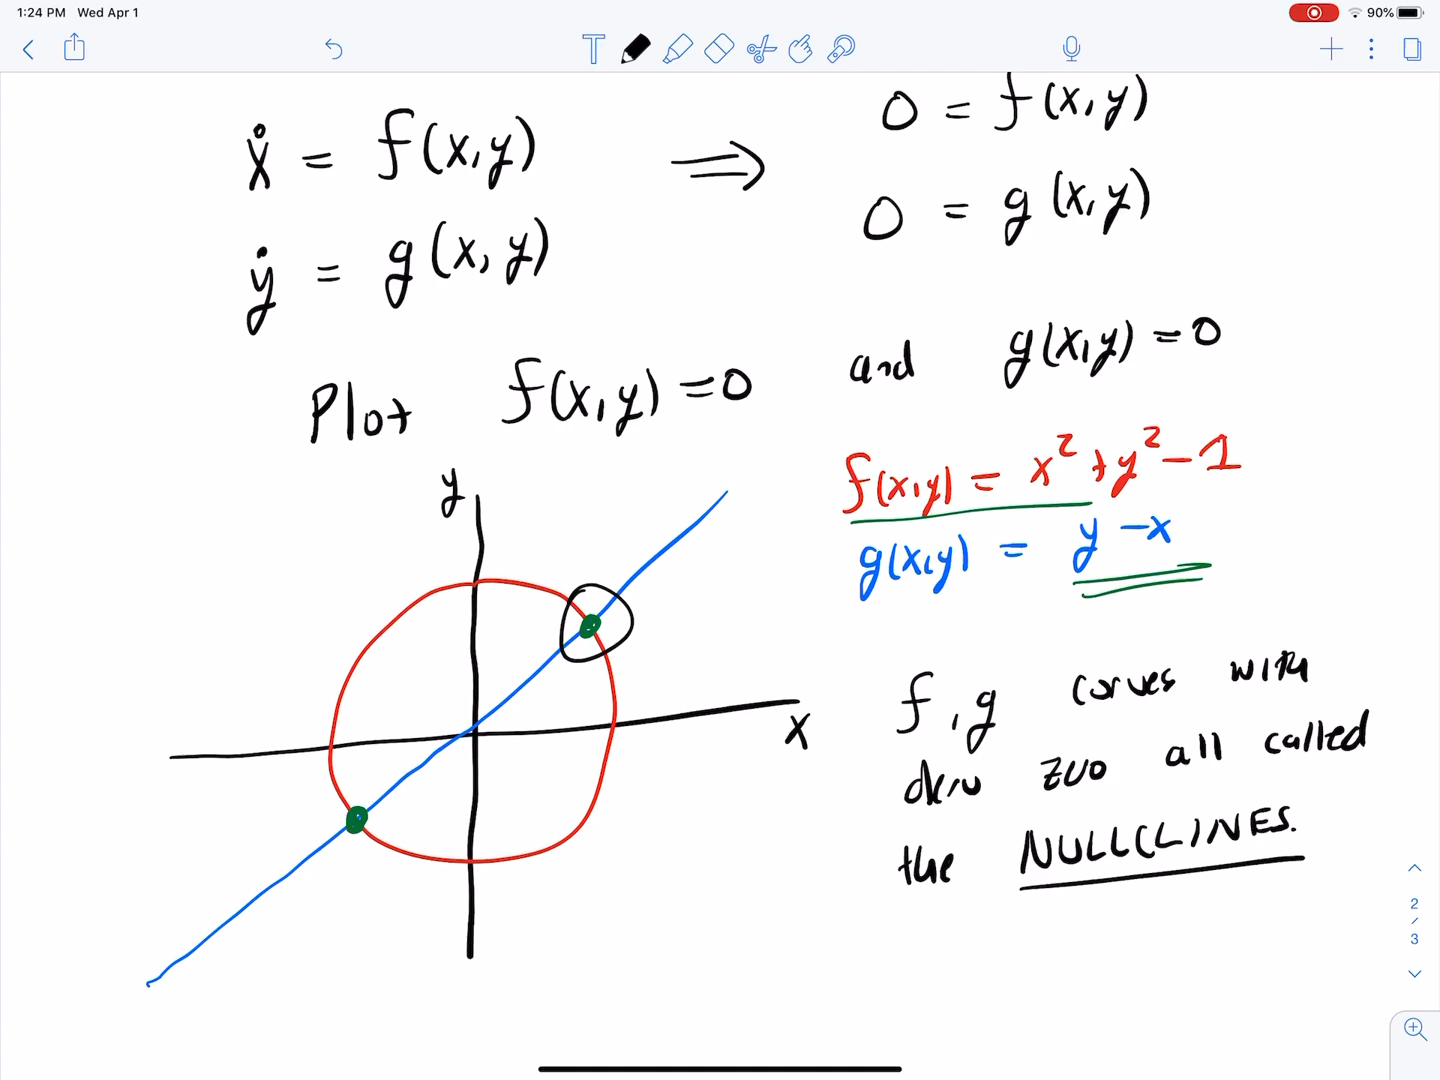 1:24 PM Wed Apr 1
90%
ẋ = f(x,y) ⟹ 0 = f(x,y)
ẏ = g(x,y) 0 = g(x,y)
Plot f(x,y) = 0 and g(x,y) = 0
f(x,y) = x² + y² - 1
g(x,y) = y - x
y
x
f, g curves with
deriv zero all called
the NULLCLINES.
2
/
3